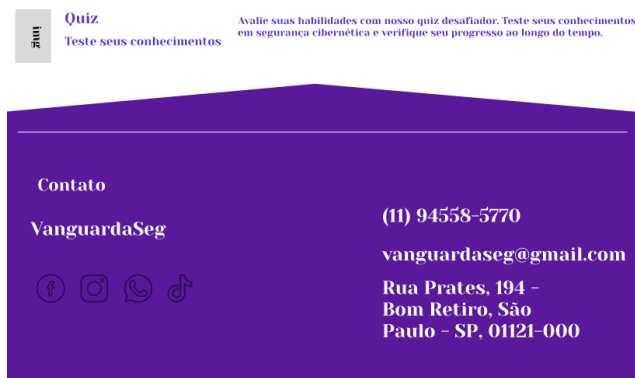 img
Quiz
Teste seus conhecimentos
Avalie suas habilidades com nosso quiz desafiador. Teste seus conhecimentos
em segurança cibernética e verifique seu progresso ao longo do tempo.
Contato
VanguardaSeg
(11) 94558-5770
vanguardaseg@gmail.com
Rua Prates, 194 -
Bom Retiro, São
Paulo - SP, 01121-000